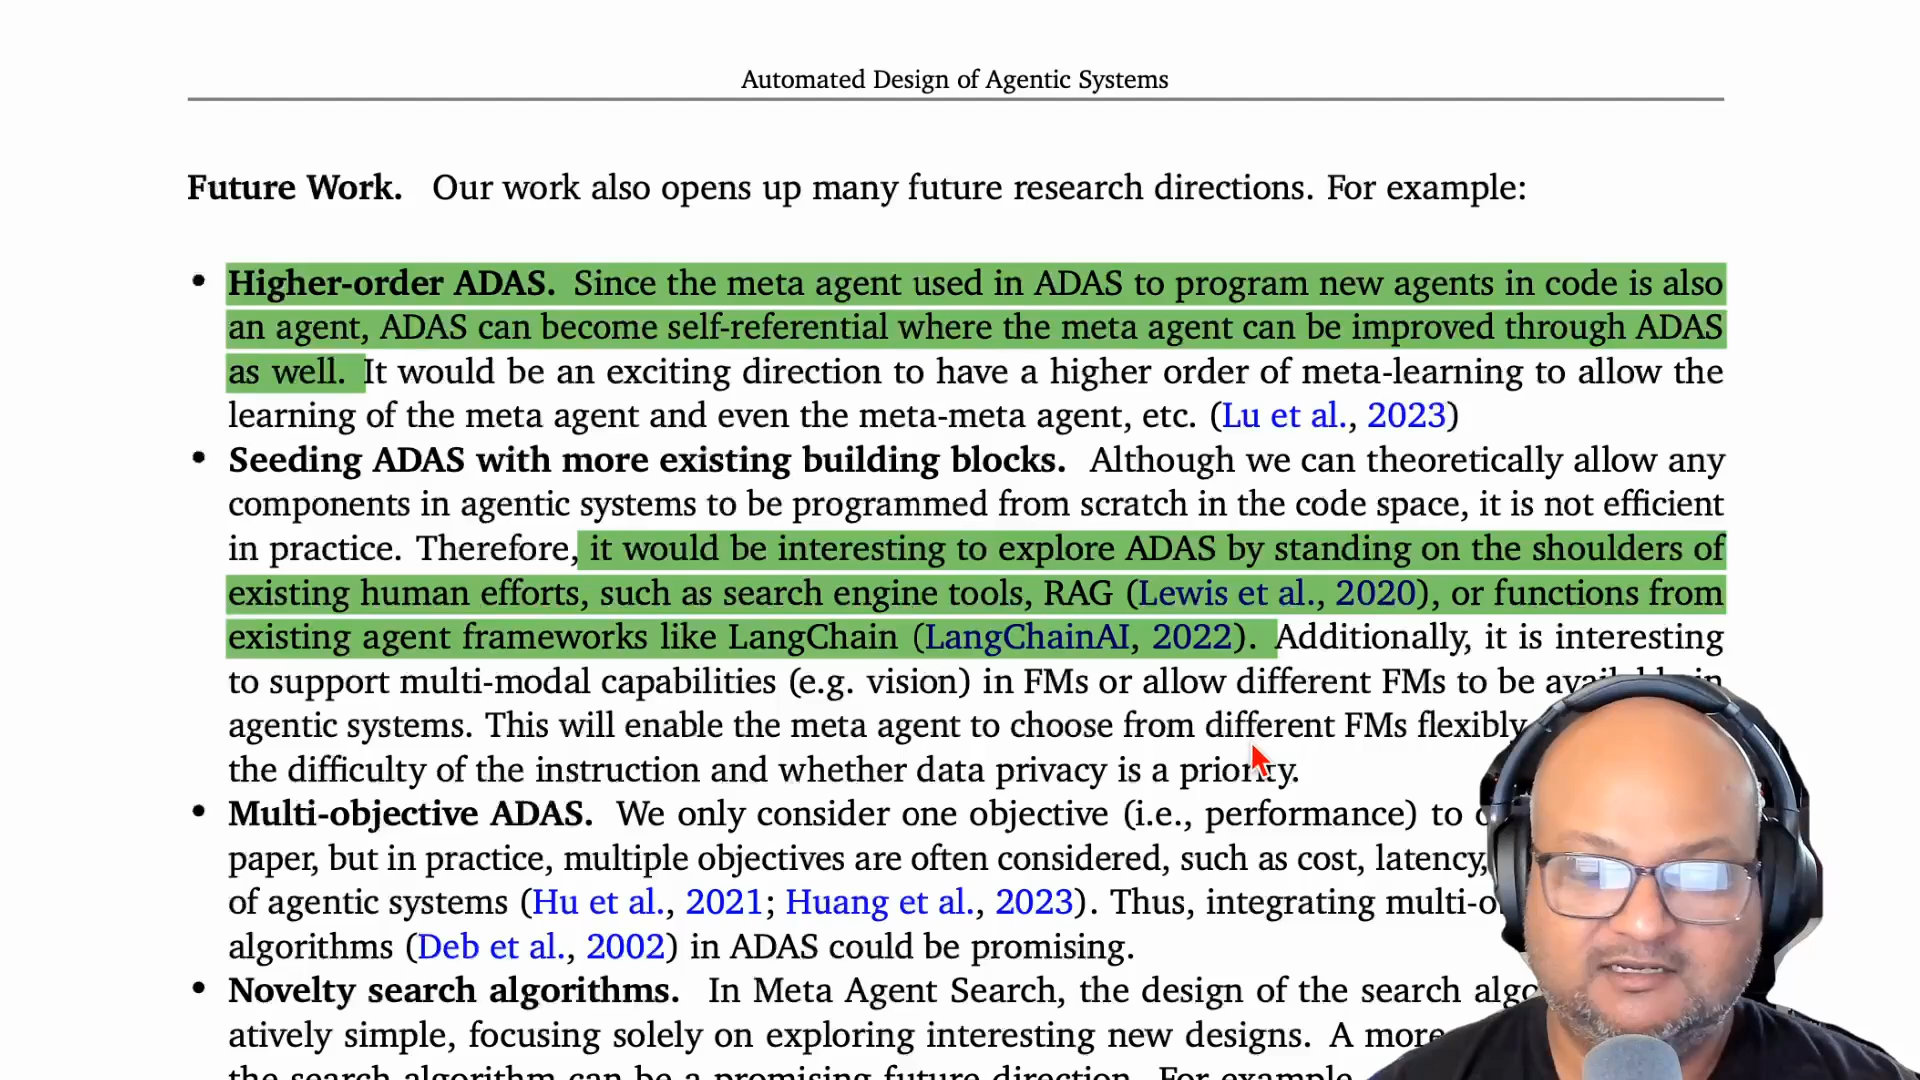 Automated Design of Agentic Systems
Future Work. Our work also opens up many future research directions. For example:
• Higher-order ADAS. Since the meta agent used in ADAS to program new agents in code is also
an agent, ADAS can become self-referential where the meta agent can be improved through ADAS
as well. It would be an exciting direction to have a higher order of meta-learning to allow the
learning of the meta agent and even the meta-meta agent, etc. (Lu et al., 2023)
• Seeding ADAS with more existing building blocks. Although we can theoretically allow any
components in agentic systems to be programmed from scratch in the code space, it is not efficient
in practice. Therefore, it would be interesting to explore ADAS by standing on the shoulders of
existing human efforts, such as search engine tools, RAG (Lewis et al., 2020), or functions from
existing agent frameworks like LangChain (LangChainAI, 2022). Additionally, it is interesting
to support multi-modal capabilities (e.g. vision) in FMs or allow different FMs to be available in
agentic systems. This will enable the meta agent to choose from different FMs flexibly
the difficulty of the instruction and whether data privacy is a priority.
• Multi-objective ADAS. We only consider one objective (i.e., performance) to
paper, but in practice, multiple objectives are often considered, such as cost, latency,
of agentic systems (Hu et al., 2021; Huang et al., 2023). Thus, integrating
algorithms (Deb et al., 2002) in ADAS could be promising.
• Novelty search algorithms. In Meta Agent Search, the design of the search
atively simple, focusing solely on exploring interesting new designs. A more
the search algorithm can be a promising future direction. For example